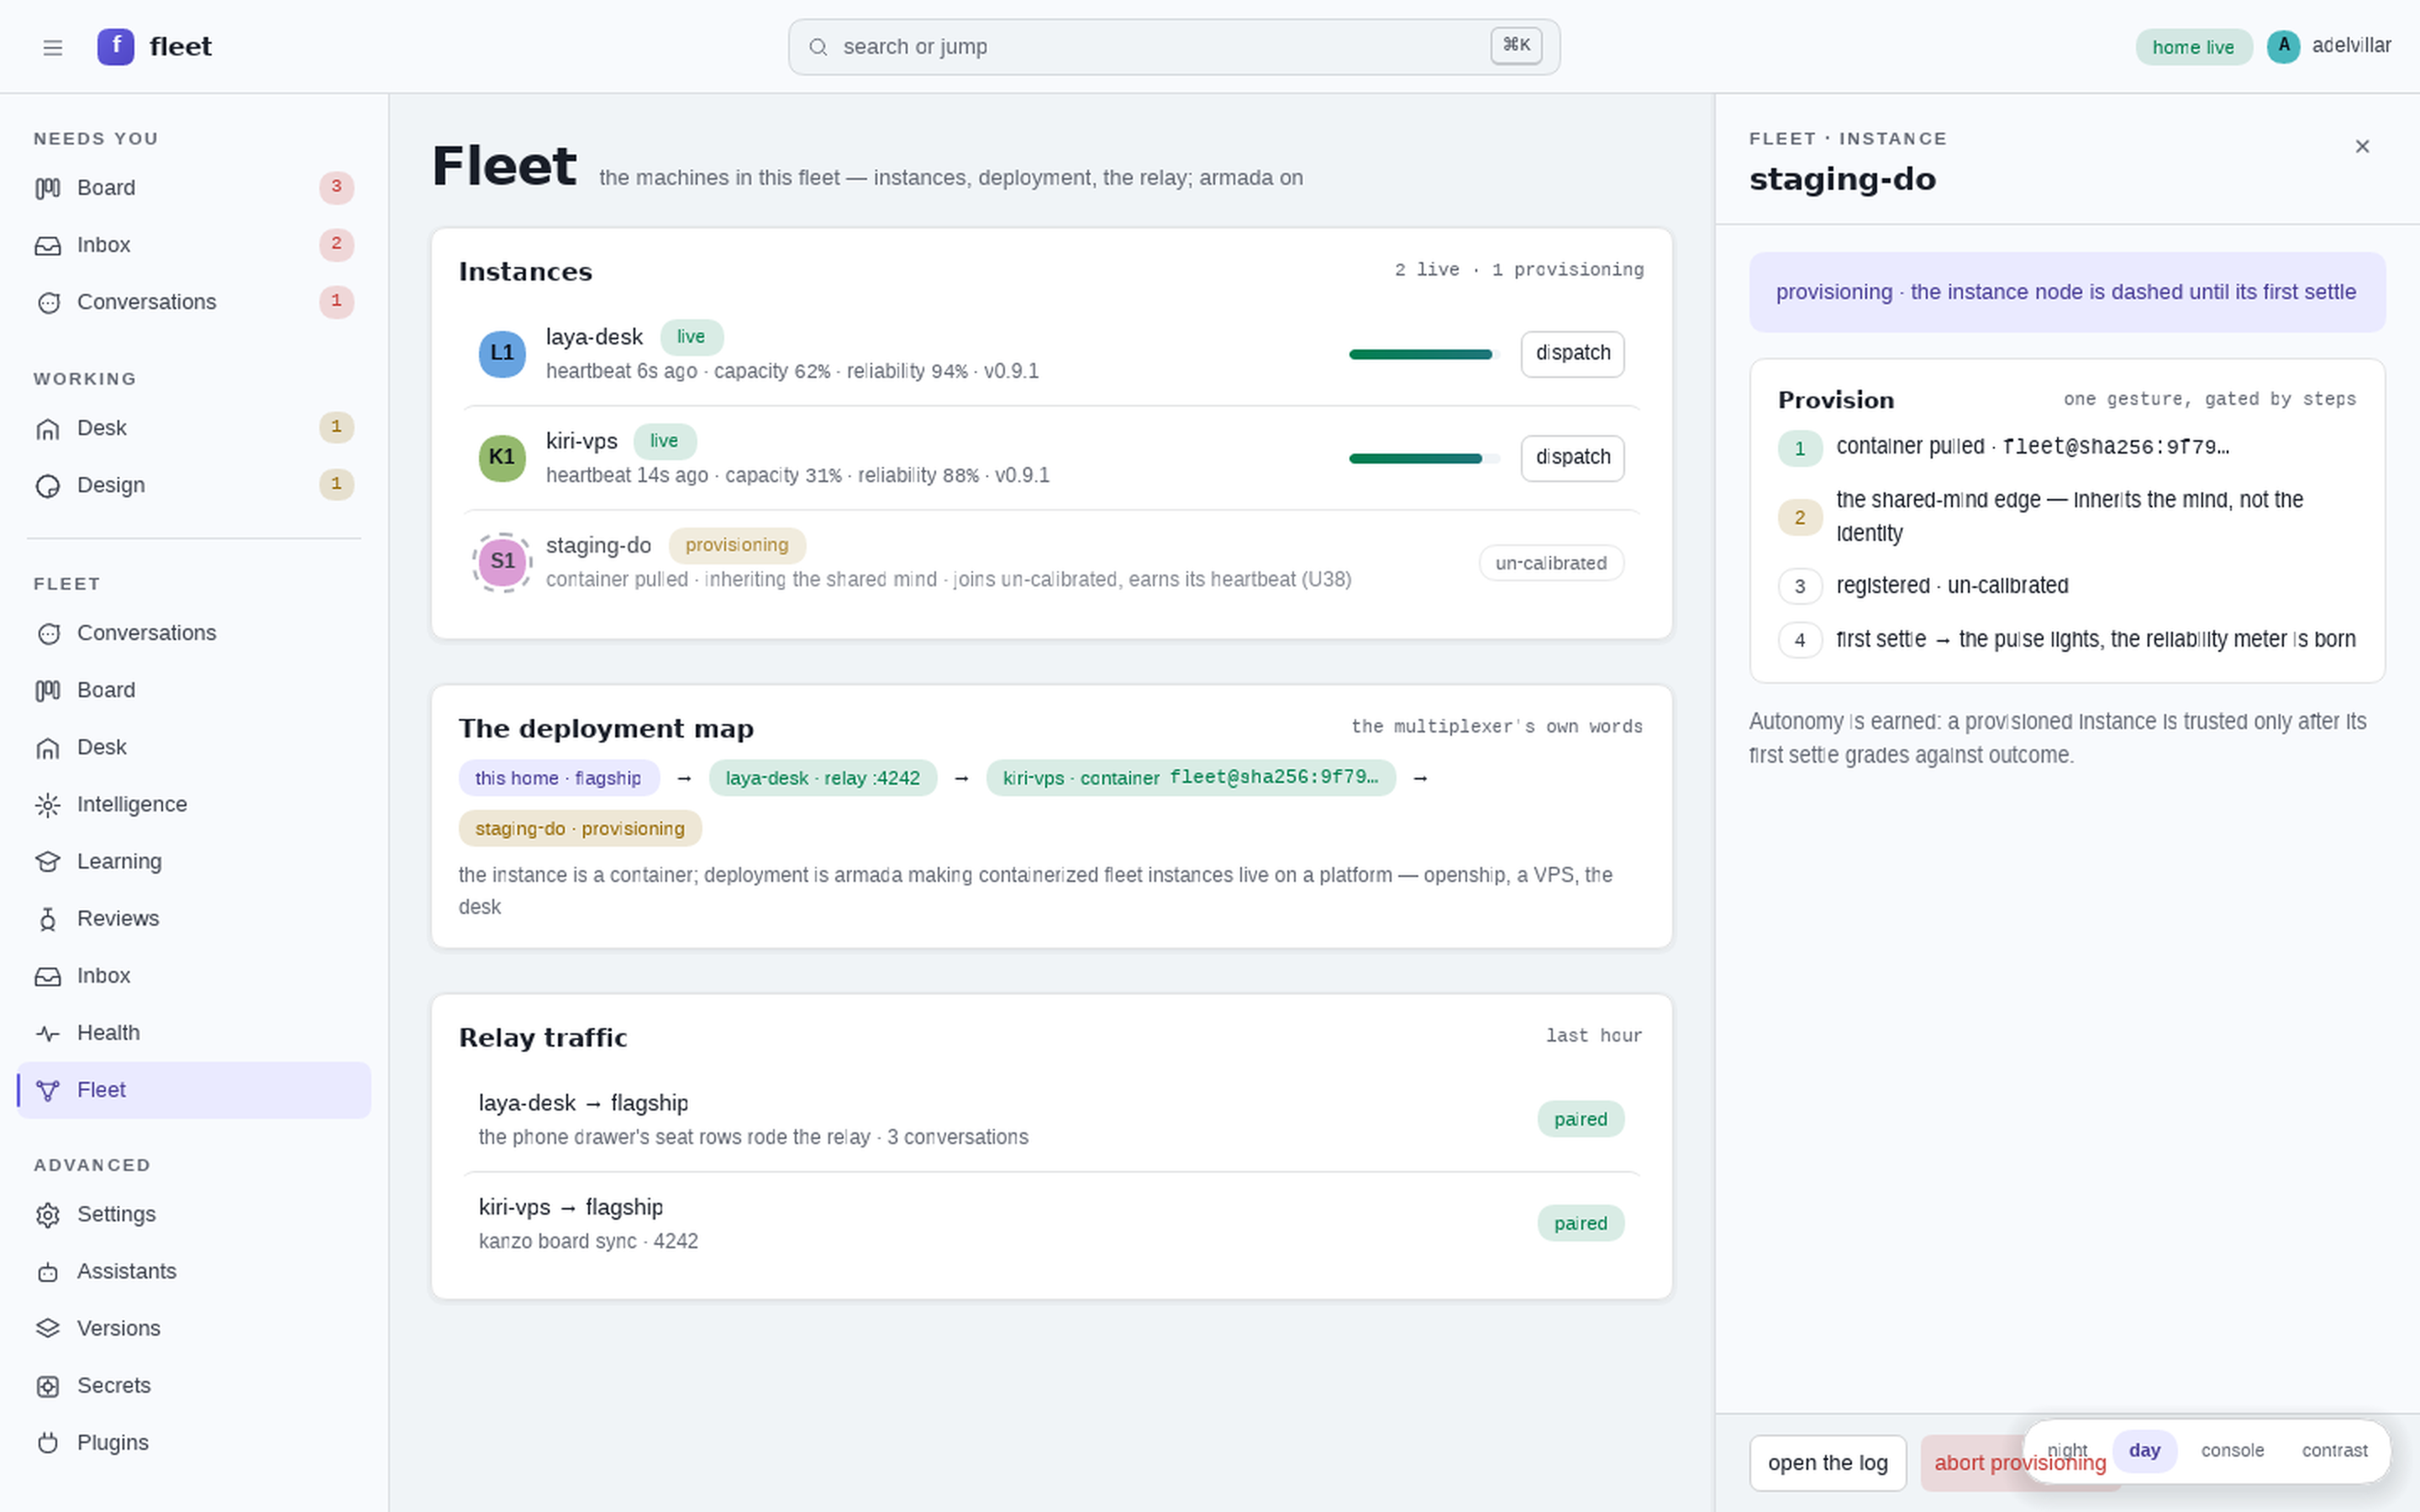 f fleet
search or jump ⌘K
home live A adelvillar
NEEDS YOU
Board 3
Inbox 2
Conversations 1
WORKING
Desk 1
Design 1
FLEET
Conversations
Board
Desk
Intelligence
Learning
Reviews
Inbox
Health
Fleet
ADVANCED
Settings
Assistants
Versions
Secrets
Plugins
Fleet the machines in this fleet — instances, deployment, the relay; armada on
Instances 2 live · 1 provisioning
L1 laya-desk live
heartbeat 6s ago · capacity 62% · reliability 94% · v0.9.1
dispatch
K1 kiri-vps live
heartbeat 14s ago · capacity 31% · reliability 88% · v0.9.1
dispatch
S1 staging-do provisioning
container pulled · inheriting the shared mind · joins un-calibrated, earns its heartbeat (U38)
un-calibrated
The deployment map the multiplexer's own words
this home · flagship → laya-desk · relay :4242 → kiri-vps · container fleet@sha256:9f79… →
staging-do · provisioning
the instance is a container; deployment is armada making containerized fleet instances live on a platform — openship, a VPS, the
desk
Relay traffic last hour
laya-desk → flagship
the phone drawer's seat rows rode the relay · 3 conversations
paired
kiri-vps → flagship
kanzo board sync · 4242
paired
FLEET · INSTANCE
staging-do ×
provisioning · the instance node is dashed until its first settle
Provision one gesture, gated by steps
1 container pulled · fleet@sha256:9f79…
2 the shared-mind edge — inherits the mind, not the
identity
3 registered · un-calibrated
4 first settle → the pulse lights, the reliability meter is born
Autonomy is earned: a provisioned instance is trusted only after its
first settle grades against outcome.
open the log abort provisioning
night day console contrast